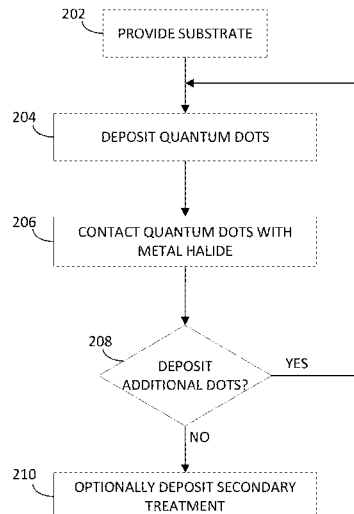 202
PROVIDE SUBSTRATE
204
DEPOSIT QUANTUM DOTS
206
CONTACT QUANTUM DOTS WITH
METAL HALIDE
208
DEPOSIT
ADDITIONAL DOTS?
YES
NO
210
OPTIONALLY DEPOSIT SECONDARY
TREATMENT